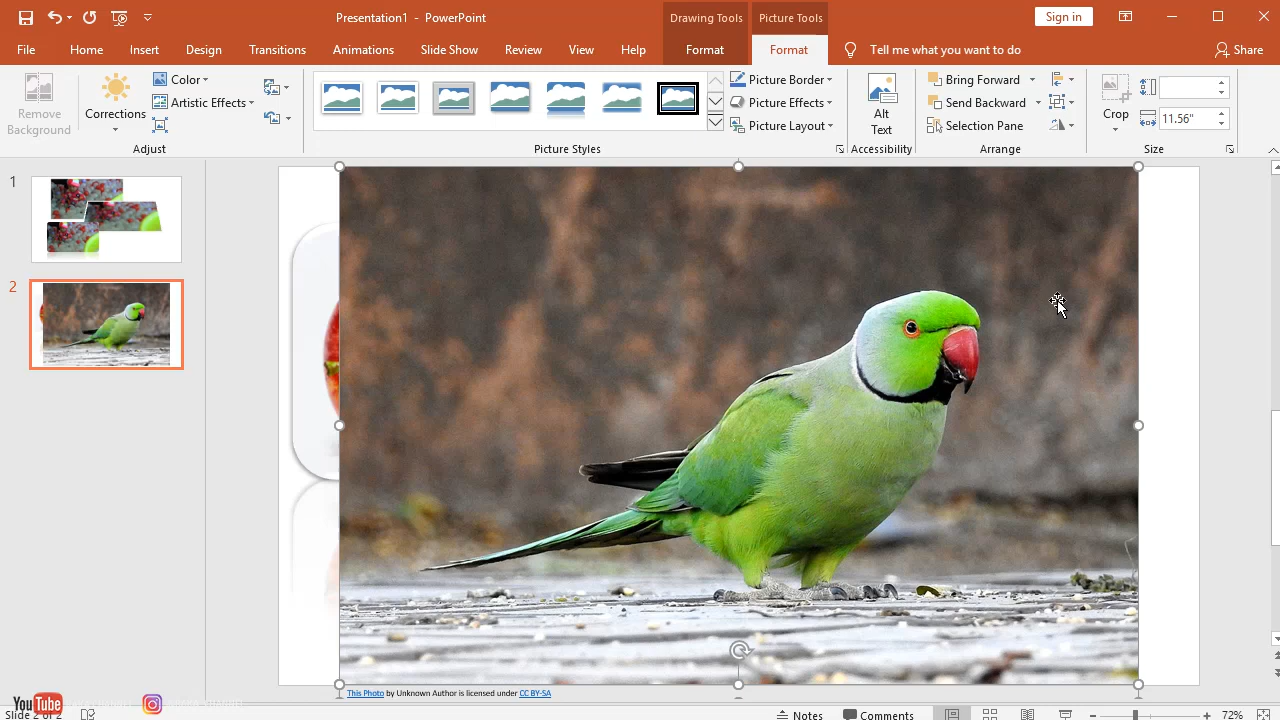 Presentation1 - PowerPoint
Drawing Tools
Picture Tools
Sign in
File
Home
Insert
Design
Transitions
Animations
Slide Show
Review
View
Help
Format
Format
Tell me what you want to do
Share
Remove
Background
Corrections
Color
Artistic Effects
Adjust
Picture Styles
Picture Border
Picture Effects
Picture Layout
Alt
Text
Accessibility
Bring Forward
Send Backward
Selection Pane
Arrange
Crop
11.56"
Size
1
2
This Photo by Unknown Author is licensed under CC BY-SA
YouTube
Slide 2 of 2
Notes
Comments
72%